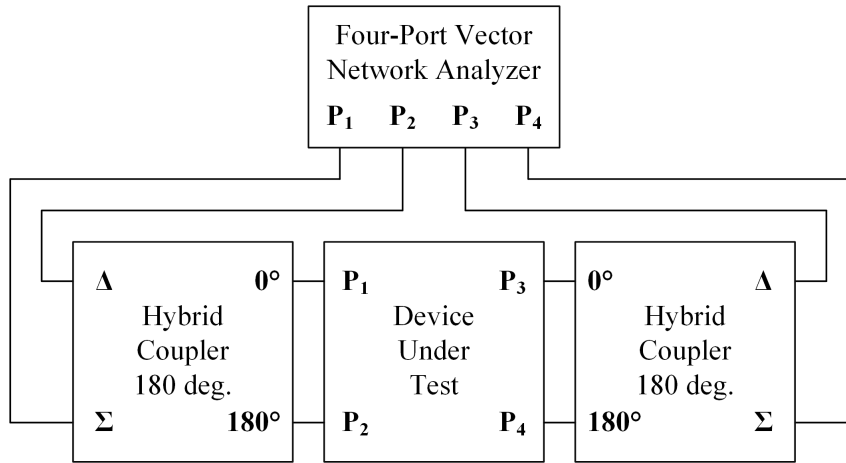 Four-Port Vector
Network Analyzer
P₁ P₂ P₃ P₄
Δ 0°
Hybrid
Coupler
180 deg.
Σ 180°
P₁ P₃
Device
Under
Test
P₂ P₄
0° Δ
Hybrid
Coupler
180 deg.
180° Σ